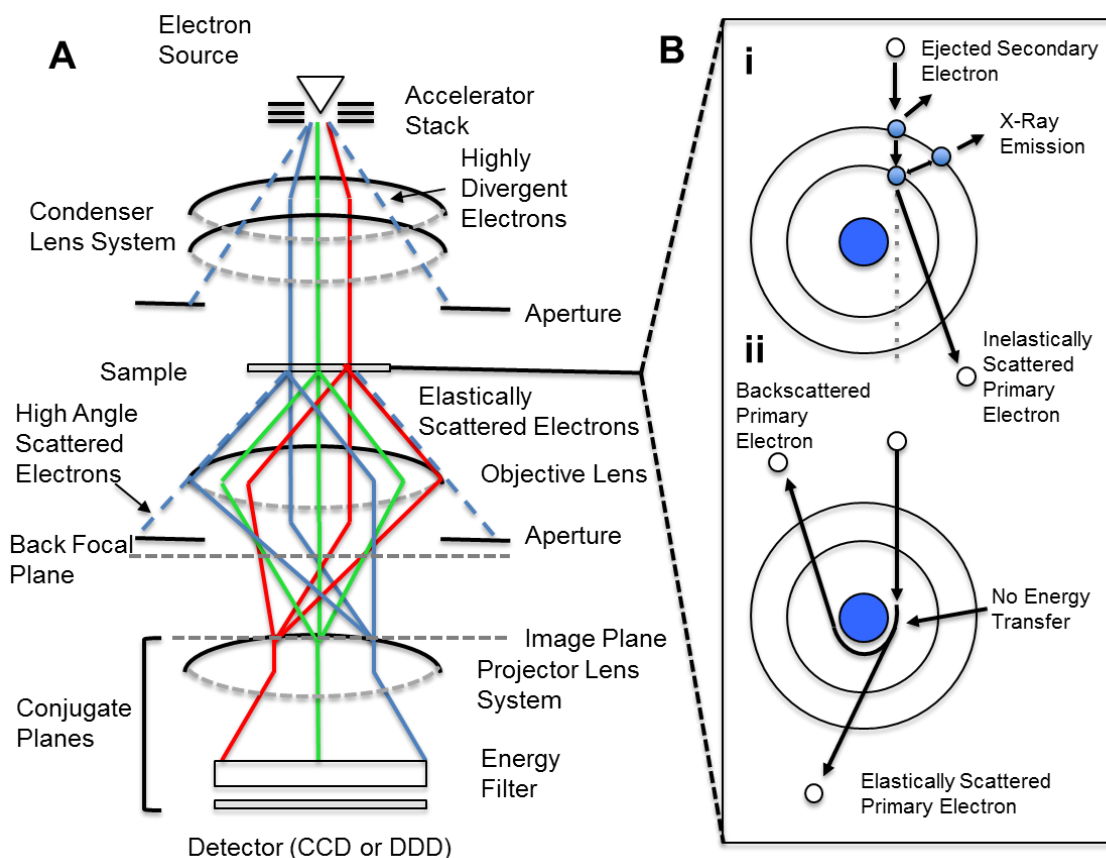 A
Electron
Source
Accelerator
Stack
Highly
Divergent
Electrons
Condenser
Lens System
Aperture
Sample
Elastically
Scattered Electrons
High Angle
Scattered
Electrons
Objective Lens
Aperture
Back Focal
Plane
Image Plane
Projector Lens
System
Conjugate
Planes
Energy
Filter
Detector (CCD or DDD)
B
i
Ejected Secondary
Electron
X-Ray
Emission
Inelastically
Scattered
Primary
Electron
ii
Backscattered
Primary
Electron
No Energy
Transfer
Elastically Scattered
Primary Electron